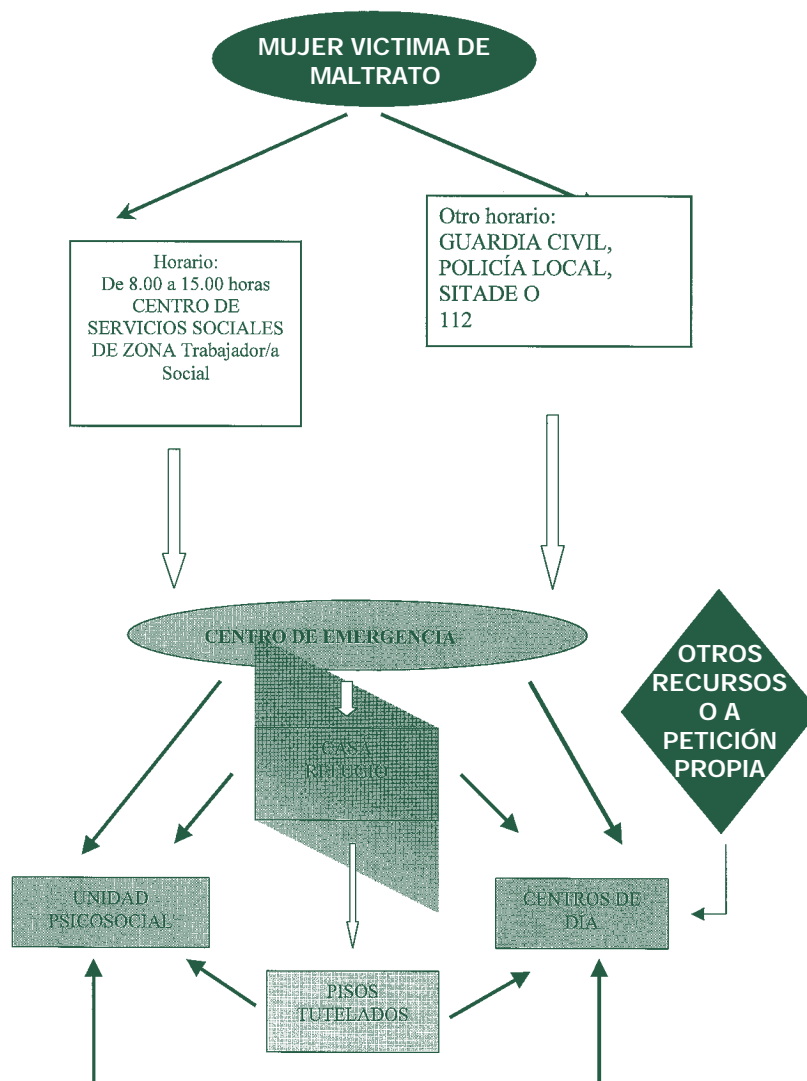 MUJER VICTIMA DE
MALTRATO
Horario:
De 8.00 a 15.00 horas
CENTRO DE
SERVICIOS SOCIALES
DE ZONA Trabajador/a
Social
Otro horario:
GUARDIA CIVIL,
POLICÍA LOCAL,
SITADE O
112
CENTRO DE EMERGENCIA
OTROS
RECURSOS
O A
PETICIÓN
PROPIA
CASA
REFUGIO
UNIDAD
PSICOSOCIAL
CENTROS DE
DÍA
PISOS
TUTELADOS